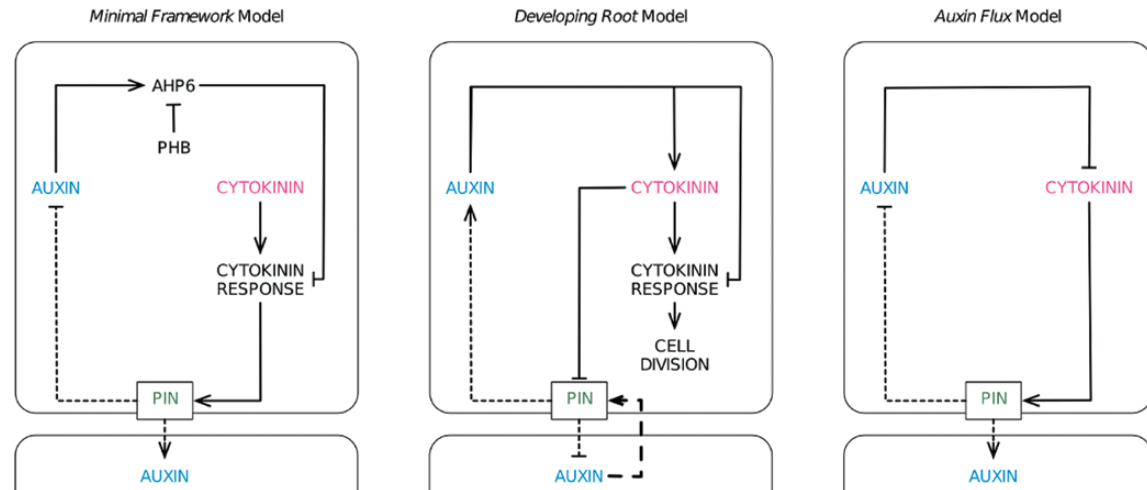 Minimal Framework Model
AHP6
PHB
AUXIN
CYTOKININ
CYTOKININ
RESPONSE
PIN
AUXIN
Developing Root Model
AUXIN
CYTOKININ
CYTOKININ
RESPONSE
CELL
DIVISION
PIN
AUXIN
Auxin Flux Model
AUXIN
CYTOKININ
PIN
AUXIN